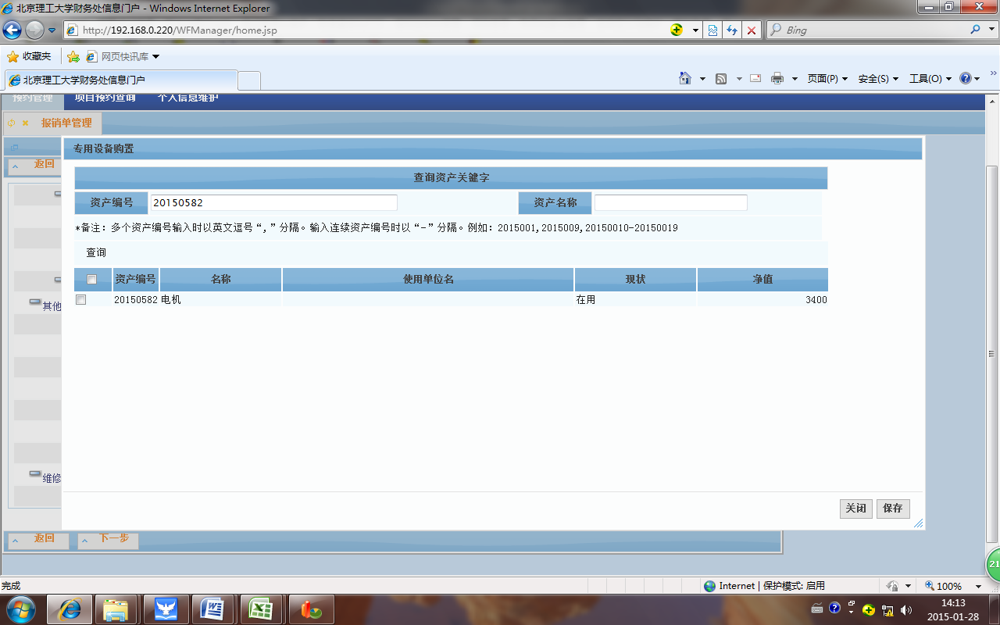 北京理工大学财务处信息门户 - Windows Internet Explorer
http://192.168.0.220/WFManager/home.jsp
Bing
收藏夹 网页快讯库
北京理工大学财务处信息门户
页面(P) 安全(S) 工具(O)
预约管理 项目预约查询 个人信息维护
报销单管理
专用设备购置
返回
查询资产关键字
资产编号 20150582 资产名称
*备注：多个资产编号输入时以英文逗号“,”分隔。输入连续资产编号时以“-”分隔。例如：2015001,2015009,20150010-20150019
查询
资产编号 名称 使用单位名 现状 净值
20150582 电机 在用 3400
其他
维修
关闭 保存
返回 下一步
21
完成 Internet | 保护模式: 启用 100%
14:13
2015-01-28